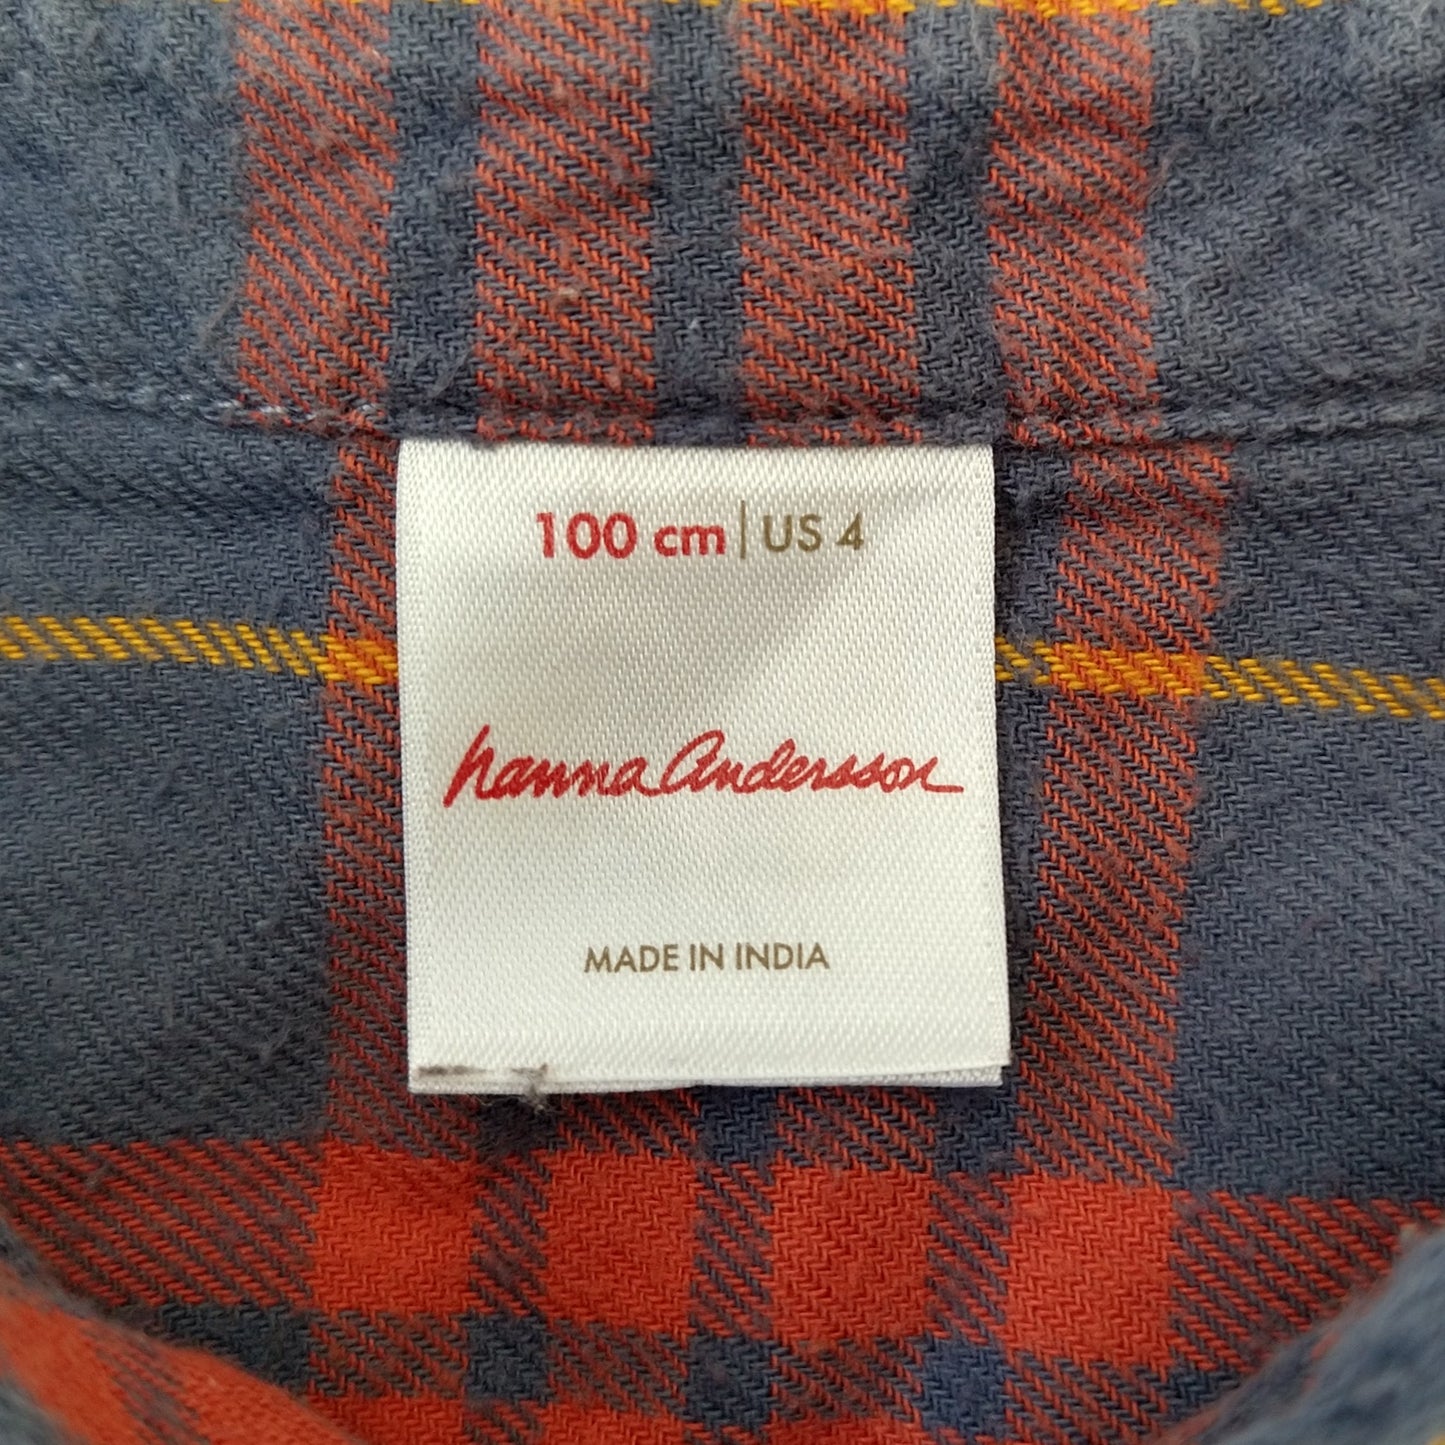 100 cm | US 4
hanna andersson
MADE IN INDIA